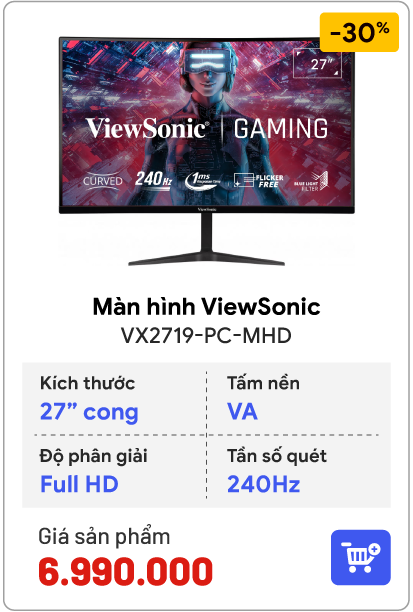 -30%
27"
ViewSonic | GAMING
CURVED
240Hz
1ms
FLICKER
FREE
BLUE LIGHT
FILTER
ViewSonic
Màn hình ViewSonic
VX2719-PC-MHD
Kích thước
27” cong
Tấm nền
VA
Độ phân giải
Full HD
Tần số quét
240Hz
Giá sản phẩm
6.990.000